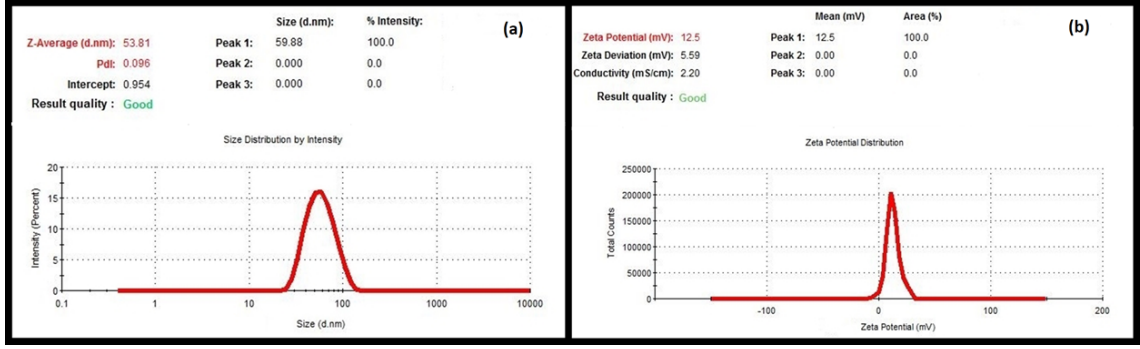 Size (d.nm): % Intensity: (a)
Z-Average (d.nm): 53.81 Peak 1: 59.88 100.0
PdI: 0.096 Peak 2: 0.000 0.0
Intercept: 0.954 Peak 3: 0.000 0.0
Result quality : Good
Size Distribution by Intensity
Intensity (Percent)
20
15
10
5
0
0.1 1 10 100 1000 10000
Size (d.nm)
Mean (mV) Area (%) (b)
Zeta Potential (mV): 12.5 Peak 1: 12.5 100.0
Zeta Deviation (mV): 5.59 Peak 2: 0.00 0.0
Conductivity (mS/cm): 2.20 Peak 3: 0.00 0.0
Result quality : Good
Zeta Potential Distribution
Total Counts
250000
200000
150000
100000
50000
0
-100 0 100 200
Zeta Potential (mV)